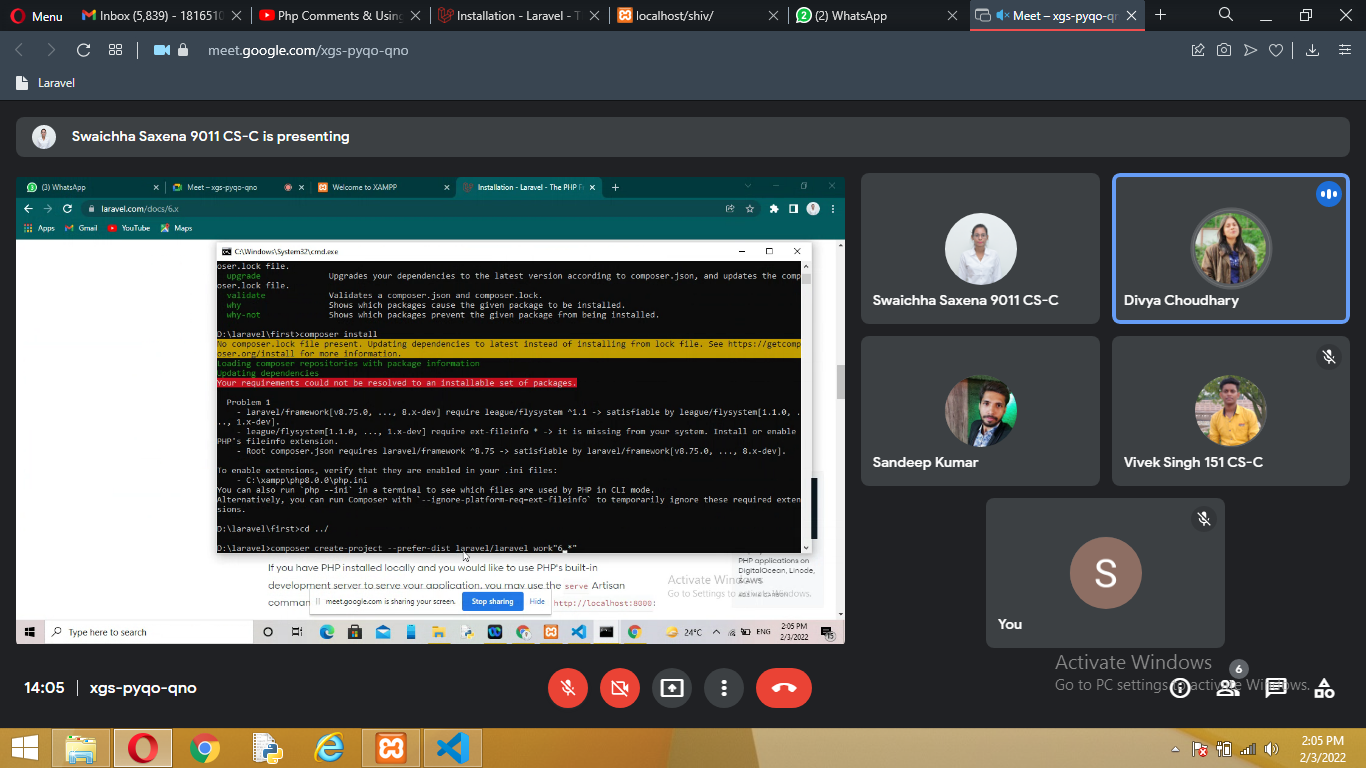 Menu
Inbox (5,839) - 1816510
Php Comments & Using
Installation - Laravel - T
localhost/shiv/
(2) WhatsApp
Meet – xgs-pyqo-qn
meet.google.com/xgs-pyqo-qno
Laravel
Swaichha Saxena 9011 CS-C is presenting
(3) WhatsApp
Meet – xgs-pyqo-qno
Welcome to XAMPP
Installation - Laravel - The PHP F
laravel.com/docs/6.x
Apps
Gmail
YouTube
Maps
C:\Windows\System32\cmd.exe
oser.lock file.
upgrade Upgrades your dependencies to the latest version according to composer.json, and updates the comp
oser.lock file.
validate Validates a composer.json and composer.lock.
why Shows which packages cause the given package to be installed.
why-not Shows which packages prevent the given package from being installed.
D:\laravel\first>composer install
No composer.lock file present. Updating dependencies to latest instead of installing from lock file. See https://getcomp
oser.org/install for more information.
Loading composer repositories with package information
Updating dependencies
Your requirements could not be resolved to an installable set of packages.
Problem 1
- laravel/framework[v8.75.0, ..., 8.x-dev] require league/flysystem ^1.1 -> satisfiable by league/flysystem[1.1.0, .
.., 1.x-dev].
- league/flysystem[1.1.0, ..., 1.x-dev] require ext-fileinfo * -> it is missing from your system. Install or enable
PHP's fileinfo extension.
- Root composer.json requires laravel/framework ^8.75 -> satisfiable by laravel/framework[v8.75.0, ..., 8.x-dev].
To enable extensions, verify that they are enabled in your .ini files:
- C:\xampp\php8.0.0\php.ini
You can also run `php --ini` in a terminal to see which files are used by PHP in CLI mode.
Alternatively, you can run Composer with `--ignore-platform-req=ext-fileinfo` to temporarily ignore these required exten
sions.
D:\laravel\first>cd ../
D:\laravel>composer create-project --prefer-dist laravel/laravel work"6.*"
If you have PHP installed locally and you would like to use PHP's built-in
development server to serve your application, you may use the serve Artisan
comman
http://localhost:8000:
PHP applications on
DigitalOcean, Linode,
& AWS.
Activate Windows
Go to Settings to activate Windows.
meet.google.com is sharing your screen.
Stop sharing
Hide
Type here to search
24°C
ENG
2:05 PM
2/3/2022
15
Swaichha Saxena 9011 CS-C
Divya Choudhary
Sandeep Kumar
Vivek Singh 151 CS-C
S
You
14:05
xgs-pyqo-qno
6
Activate Windows
Go to PC settings to activate Windows.
2:05 PM
2/3/2022